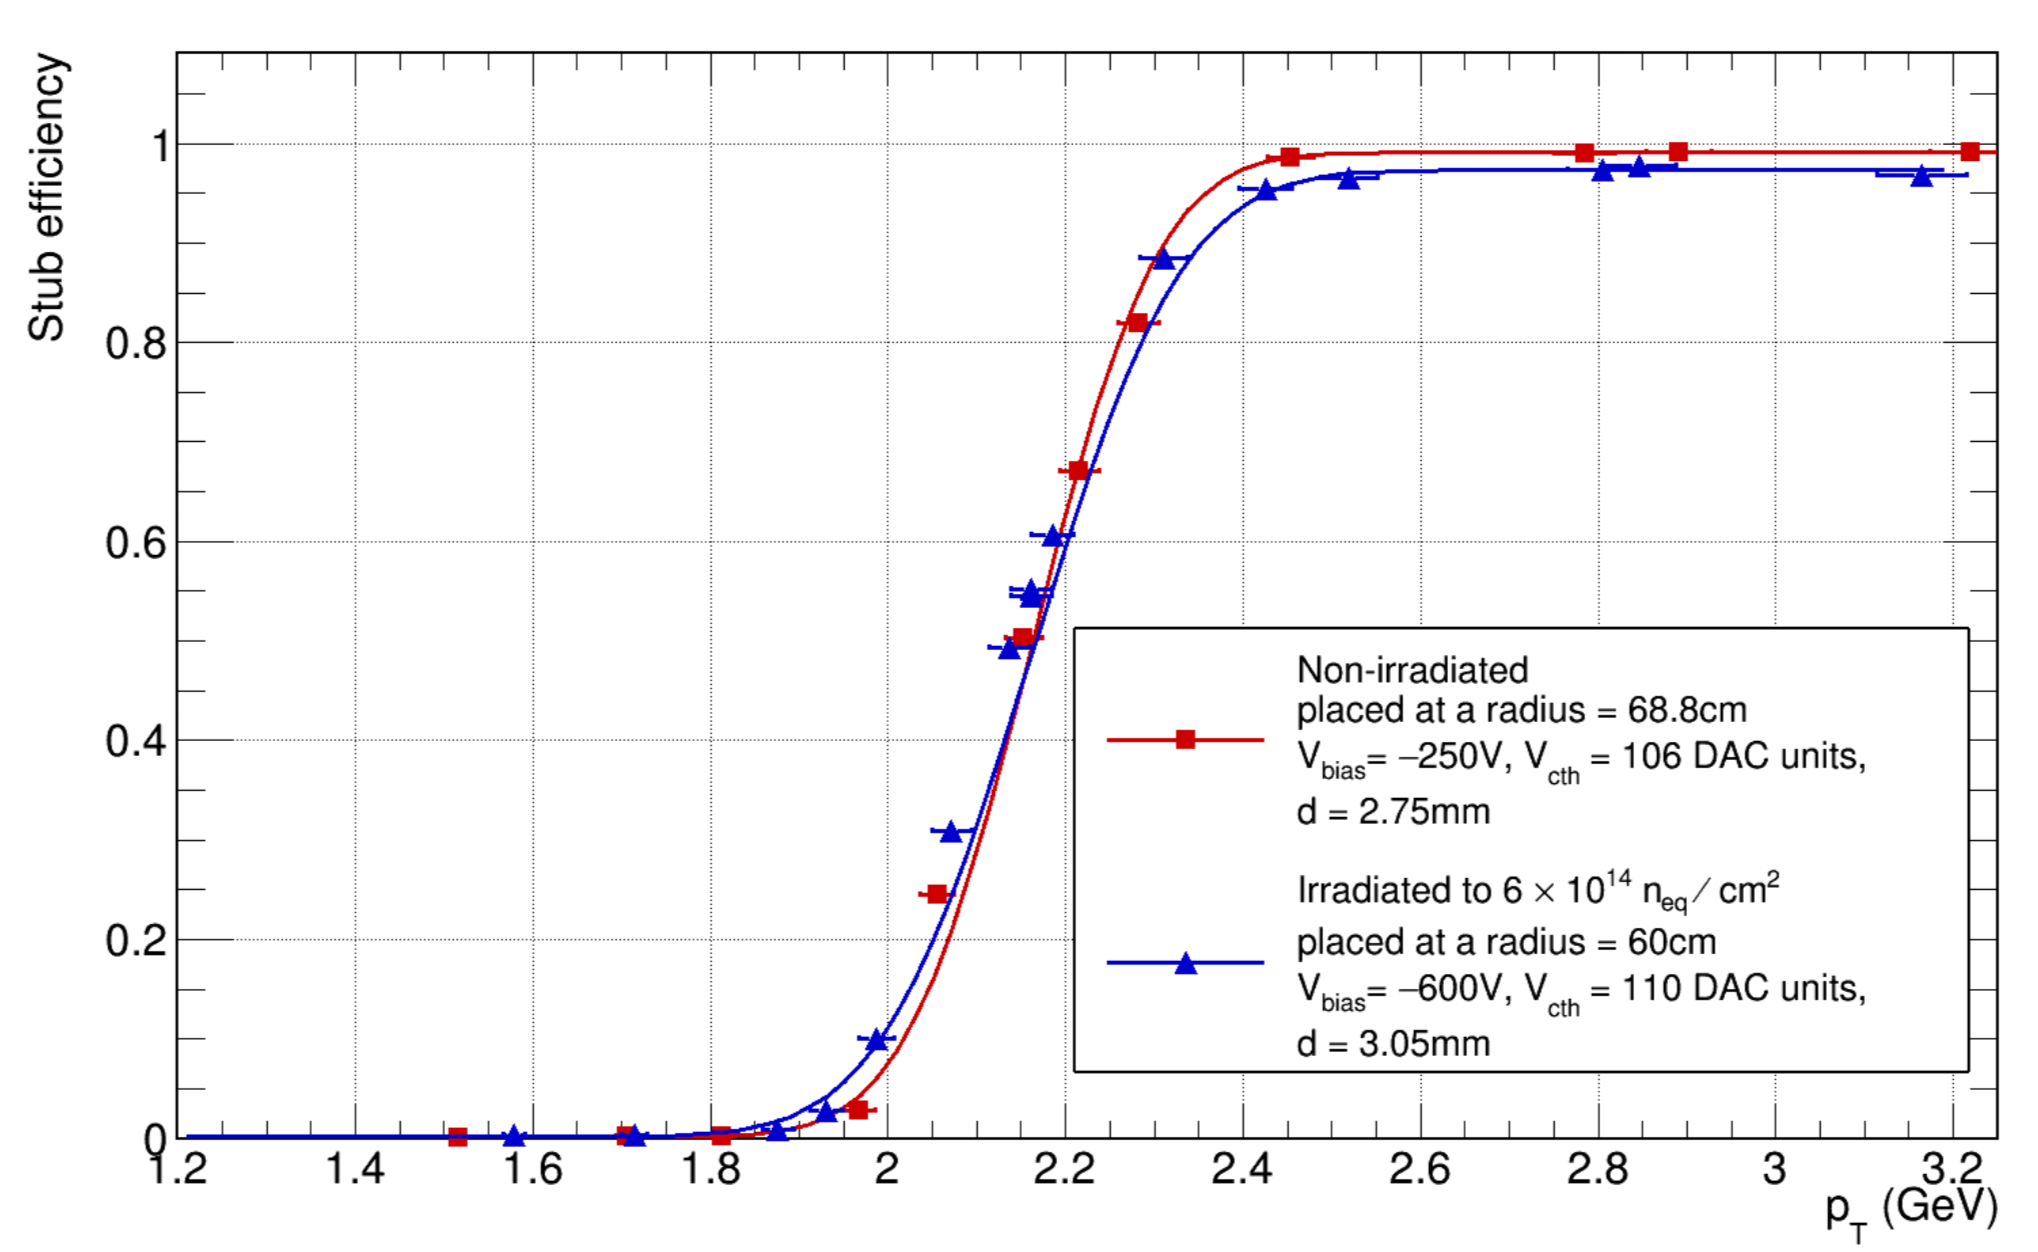 Stub efficiency
1
0.8
0.6
0.4
0.2
0
1.2 1.4 1.6 1.8 2 2.2 2.4 2.6 2.8 3 3.2
p_T (GeV)
Non-irradiated
placed at a radius = 68.8cm
V_bias= −250V, V_cth = 106 DAC units,
d = 2.75mm
Irradiated to 6 × 10^14 n_eq ∕ cm^2
placed at a radius = 60cm
V_bias= −600V, V_cth = 110 DAC units,
d = 3.05mm